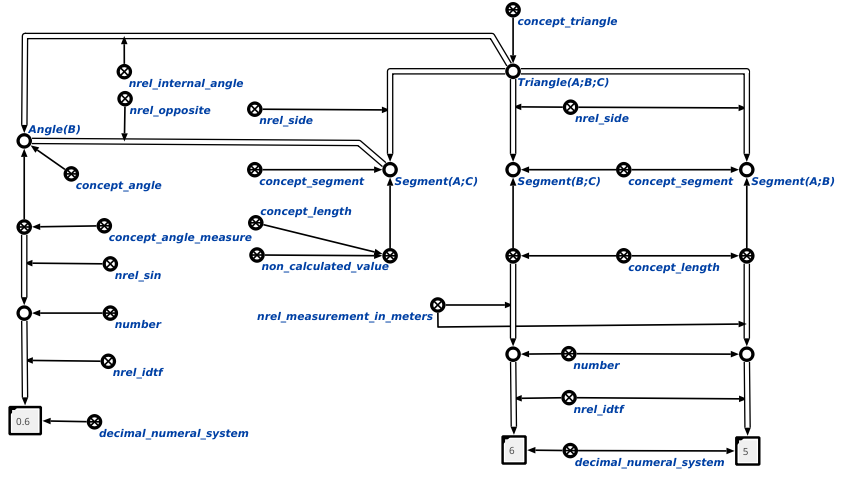 concept_triangle
nrel_internal_angle
Triangle(A;B;C)
nrel_opposite
nrel_side
nrel_side
Angle(B)
concept_angle
concept_segment
Segment(A;C)
Segment(B;C)
concept_segment
Segment(A;B)
concept_length
concept_angle_measure
non_calculated_value
concept_length
nrel_sin
nrel_measurement_in_meters
number
number
nrel_idtf
nrel_idtf
0.6
decimal_numeral_system
6
decimal_numeral_system
5